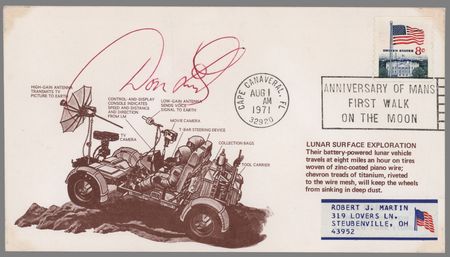 UNITED STATES 8c
CAPE CANAVERAL, FL
AUG 1
AM
1971
32920
ANNIVERSARY OF MANS
FIRST WALK
ON THE MOON
HIGH-GAIN ANTENNA
TRANSMITS TV
PICTURE TO EARTH
CONTROL-AND-DISPLAY
CONSOLE INDICATES
SPEED AND DISTANCE
AND DIRECTION
FROM LM
LOW-GAIN ANTENNA
SENDS VOICE
SIGNAL TO EARTH
MOVIE CAMERA
T-BAR STEERING DEVICE
TV
CAMERA
COLLECTION BAGS
TOOL CARRIER
LUNAR SURFACE EXPLORATION
Their battery-powered lunar vehicle
travels at eight miles an hour on tires
woven of zinc-coated piano wire;
chevron treads of titanium, riveted
to the wire mesh, will keep the wheels
from sinking in deep dust.
ROBERT J. MARTIN
319 LOVERS LN.
STEUBENVILLE, OH
43952